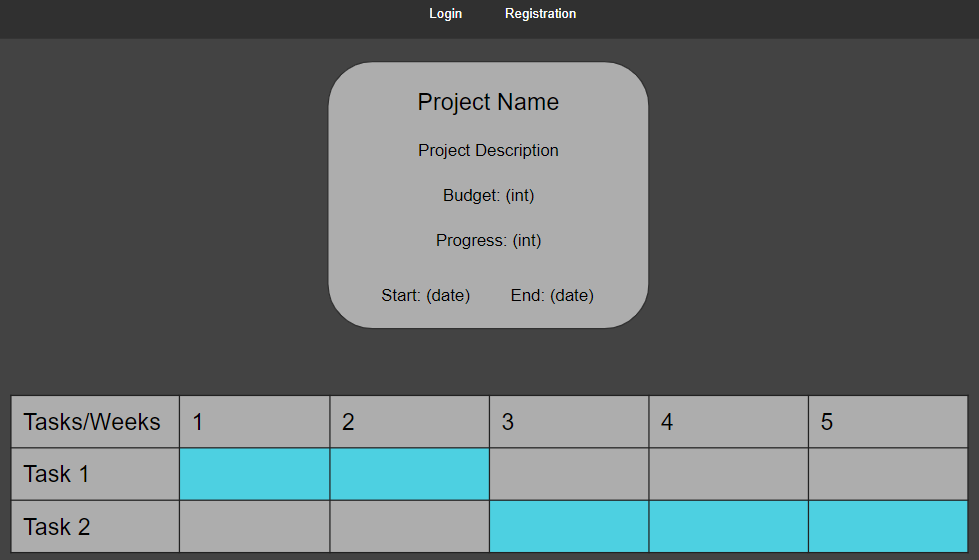 Login Registration
Project Name
Project Description
Budget: (int)
Progress: (int)
Start: (date) End: (date)
Tasks/Weeks 1 2 3 4 5
Task 1
Task 2